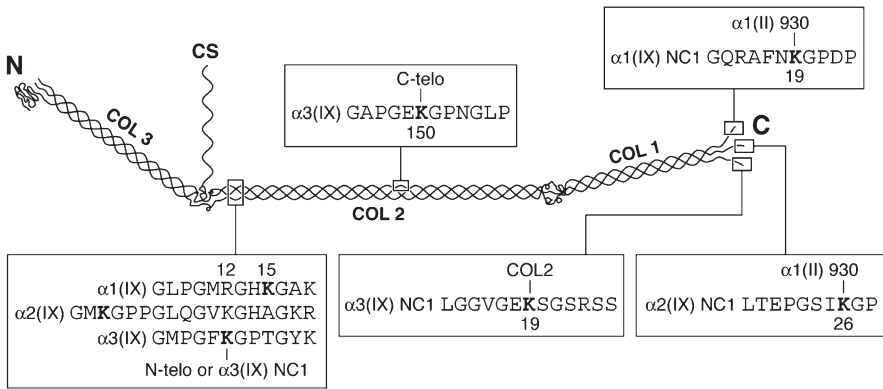 α1(II) 930
α1(IX) NC1 GQRAFNKGPDP
19
N
CS
C-telo
α3(IX) GAPGEKGPNGLP
150
C
COL 3
COL 1
COL 2
12 15
α1(IX) GLPGMRGHKGAK
α2(IX) GMKGPPGLQGVKGHAGKR
α3(IX) GMPGFKGPTGYK
N-telo or α3(IX) NC1
COL2
α3(IX) NC1 LGGVGEKSGSRSS
19
α1(II) 930
α2(IX) NC1 LTEPGSIKGP
26